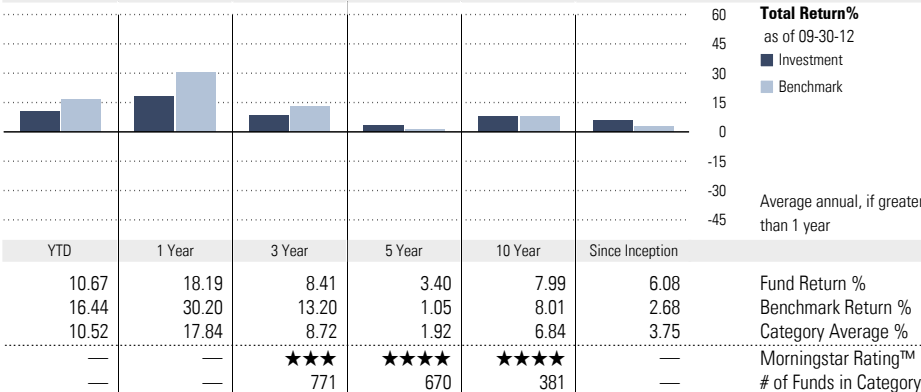 60
45
30
15
0
-15
-30
-45
Total Return%
as of 09-30-12
Investment
Benchmark
Average annual, if greater
than 1 year
YTD 1 Year 3 Year 5 Year 10 Year Since Inception
10.67 18.19 8.41 3.40 7.99 6.08 Fund Return %
16.44 30.20 13.20 1.05 8.01 2.68 Benchmark Return %
10.52 17.84 8.72 1.92 6.84 3.75 Category Average %
— — ★★★ ★★★★ ★★★★ — Morningstar Rating™
— — 771 670 381 — # of Funds in Category